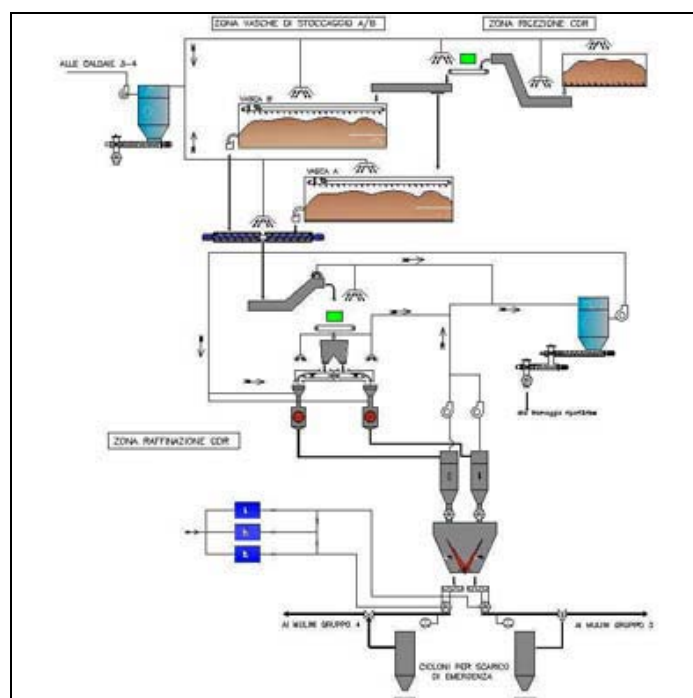 ZONA VASCHE DI STOCCAGGIO A/B
ZONA RICEZIONE CDR
ALLE CALDAIE 3-4
VASCA B
VASCA A
ZONA RAFFINAZIONE CDR
AI MULINI GRUPPO 4
AI MULINI GRUPPO 3
CICLONI PER SCARICO
DI EMERGENZA